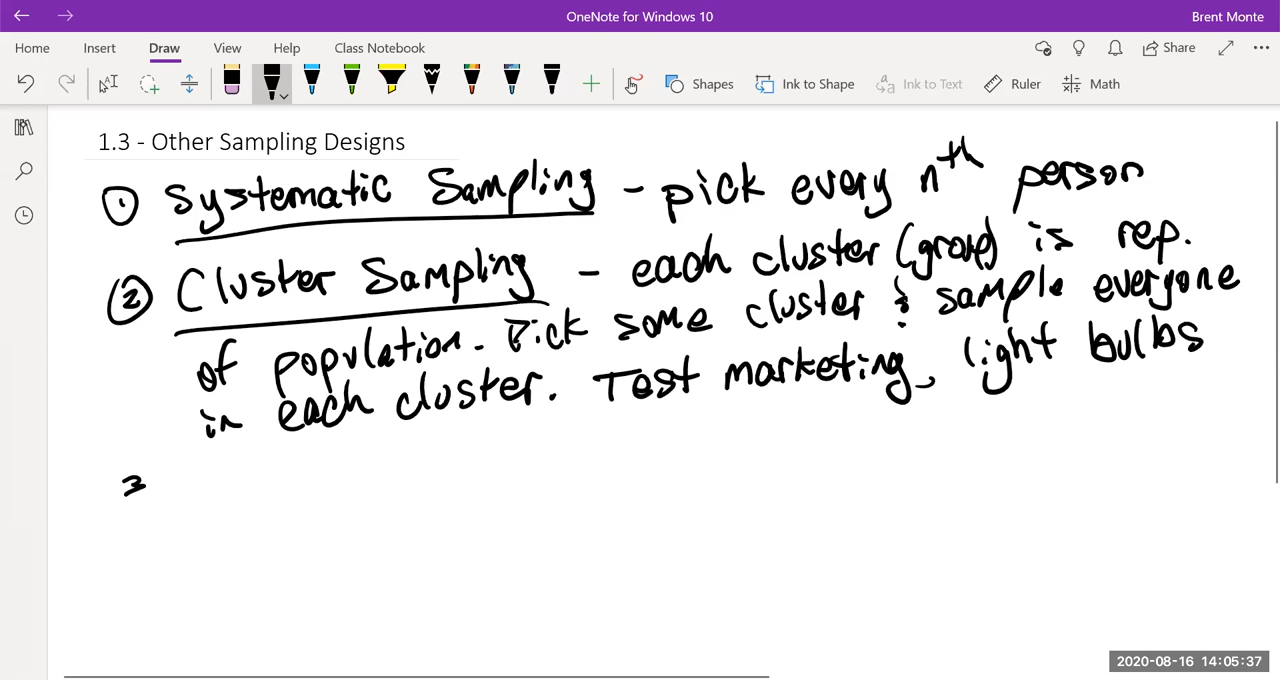 OneNote for Windows 10
Brent Monte
Home Insert Draw View Help Class Notebook
Share
Shapes Ink to Shape Ink to Text Ruler Math
1.3 - Other Sampling Designs
① Systematic Sampling - pick every nth person
② Cluster Sampling - each cluster (group) is rep.
of population. Pick some cluster & sample everyone
in each cluster. Test marketing, light bulbs
3
2020-08-16 14:05:37